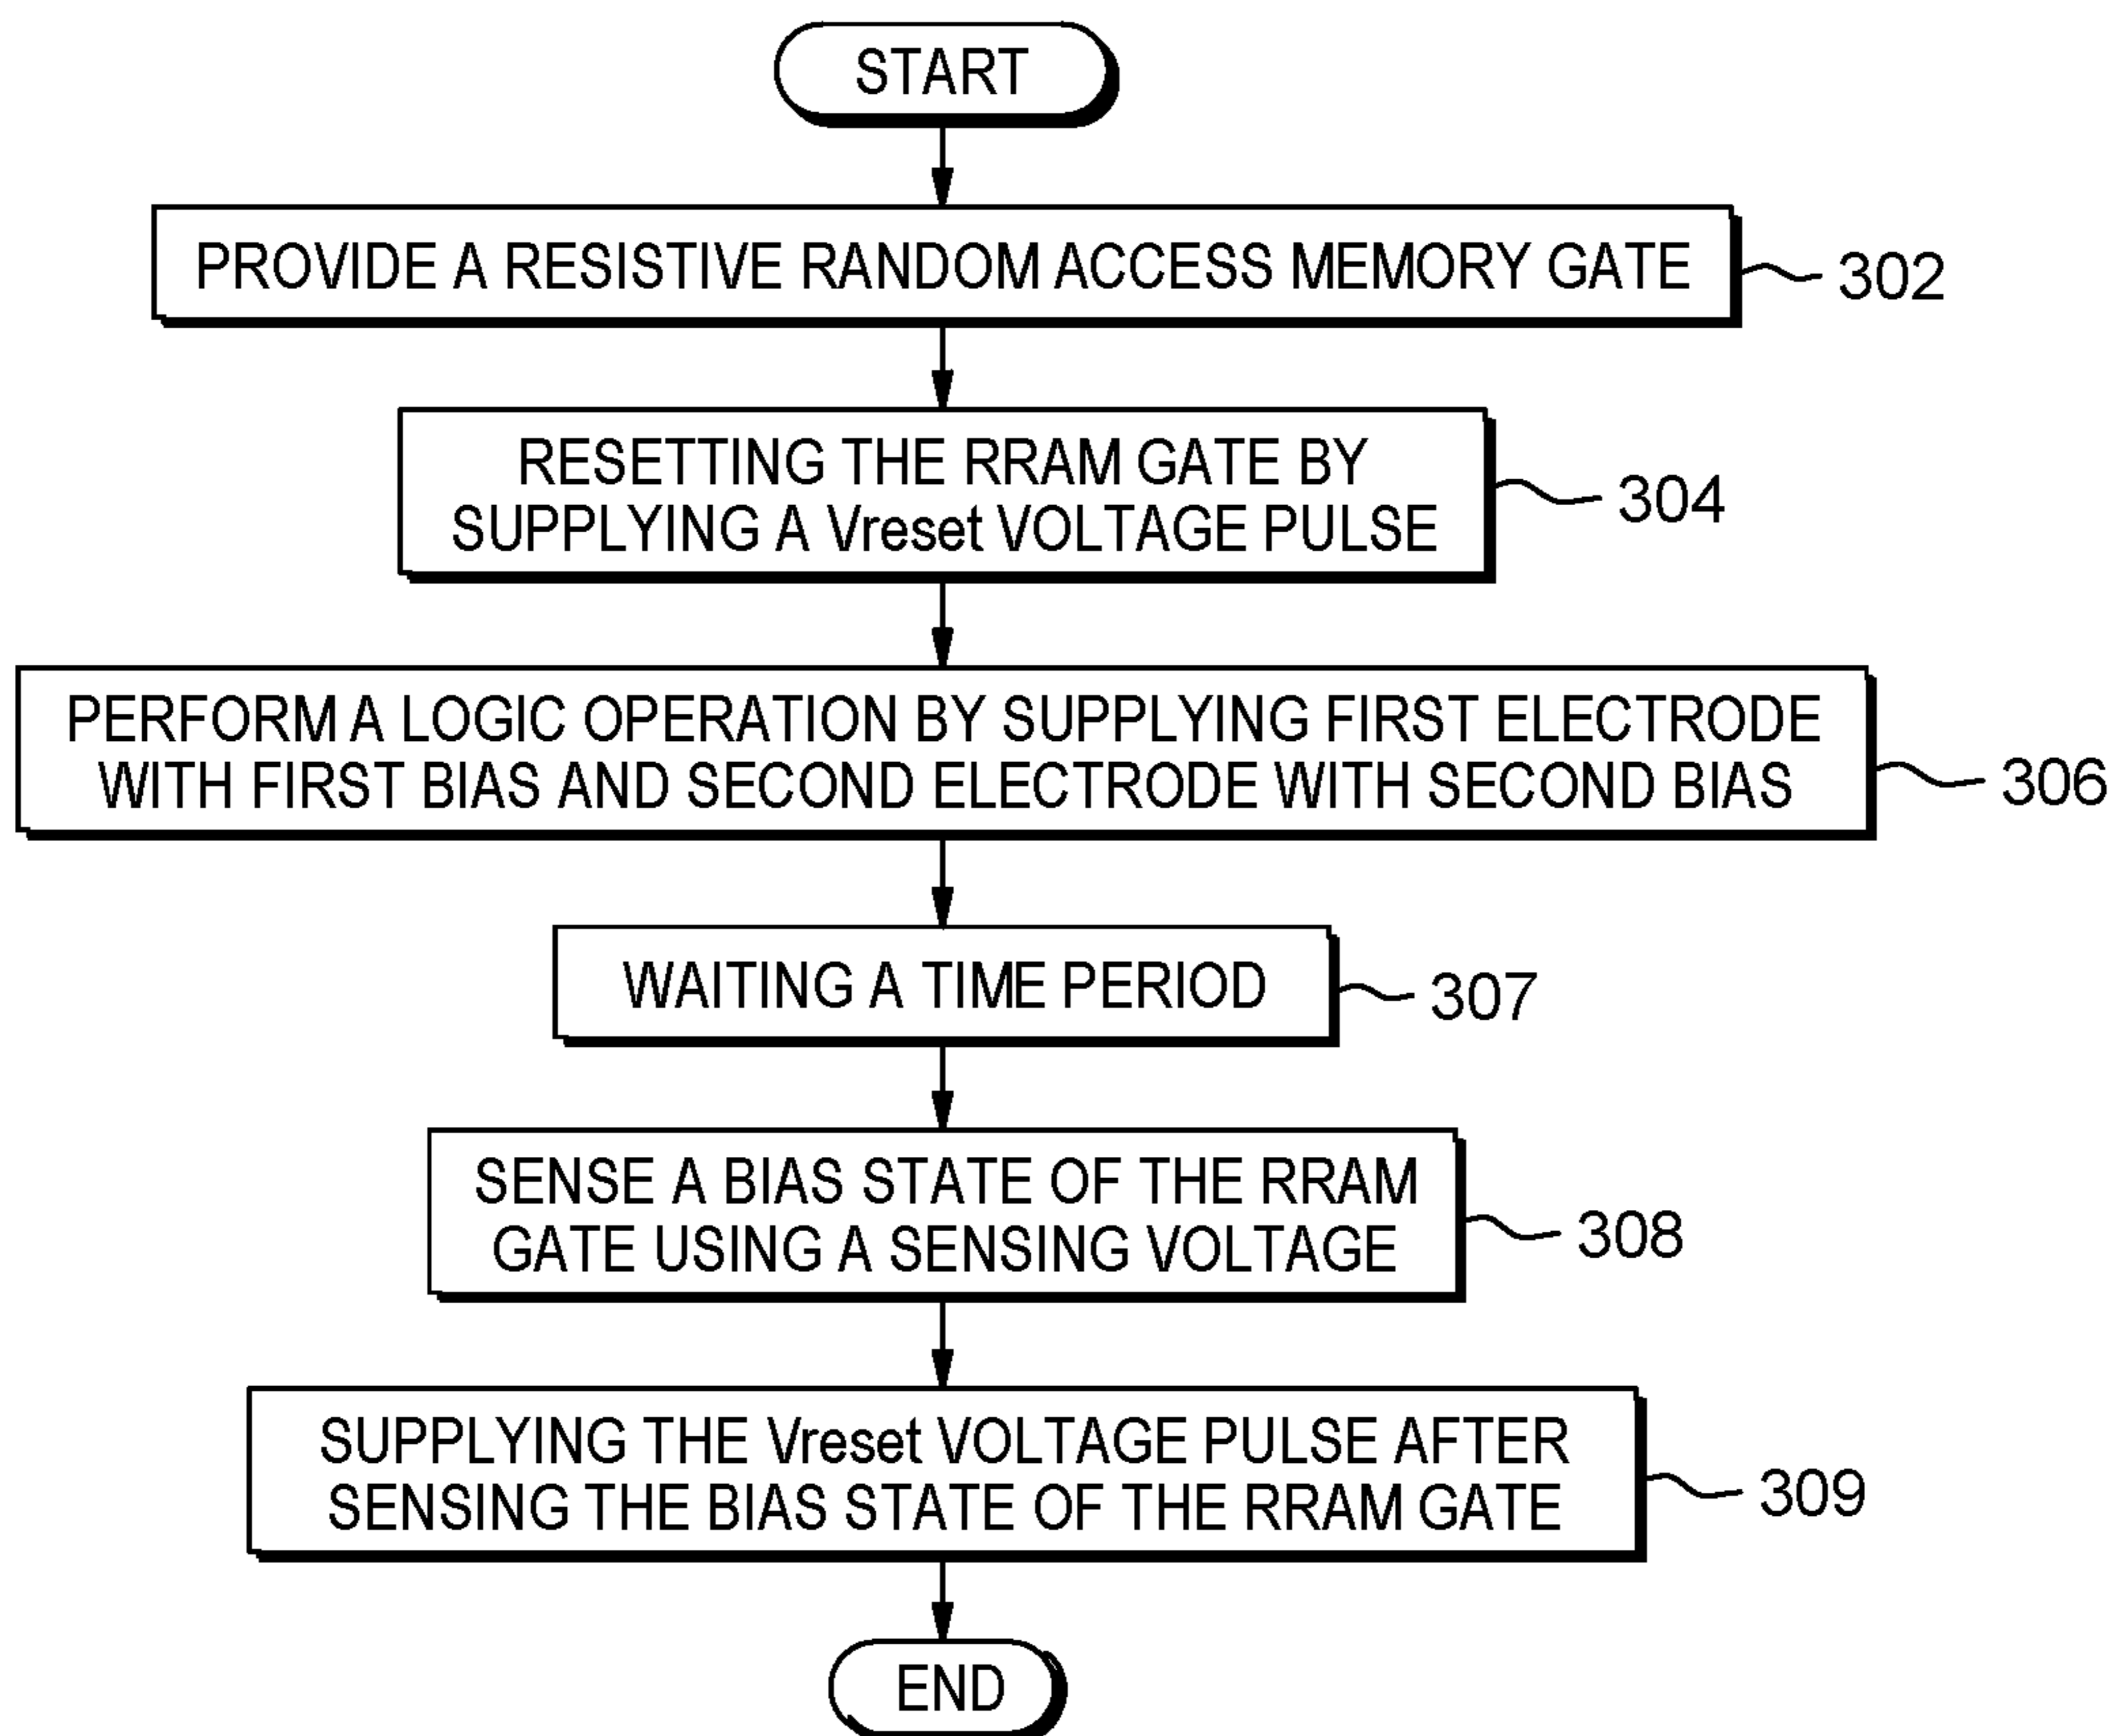 START
PROVIDE A RESISTIVE RANDOM ACCESS MEMORY GATE
302
RESETTING THE RRAM GATE BY
SUPPLYING A Vreset VOLTAGE PULSE
304
PERFORM A LOGIC OPERATION BY SUPPLYING FIRST ELECTRODE
WITH FIRST BIAS AND SECOND ELECTRODE WITH SECOND BIAS
306
WAITING A TIME PERIOD
307
SENSE A BIAS STATE OF THE RRAM
GATE USING A SENSING VOLTAGE
308
SUPPLYING THE Vreset VOLTAGE PULSE AFTER
SENSING THE BIAS STATE OF THE RRAM GATE
309
END